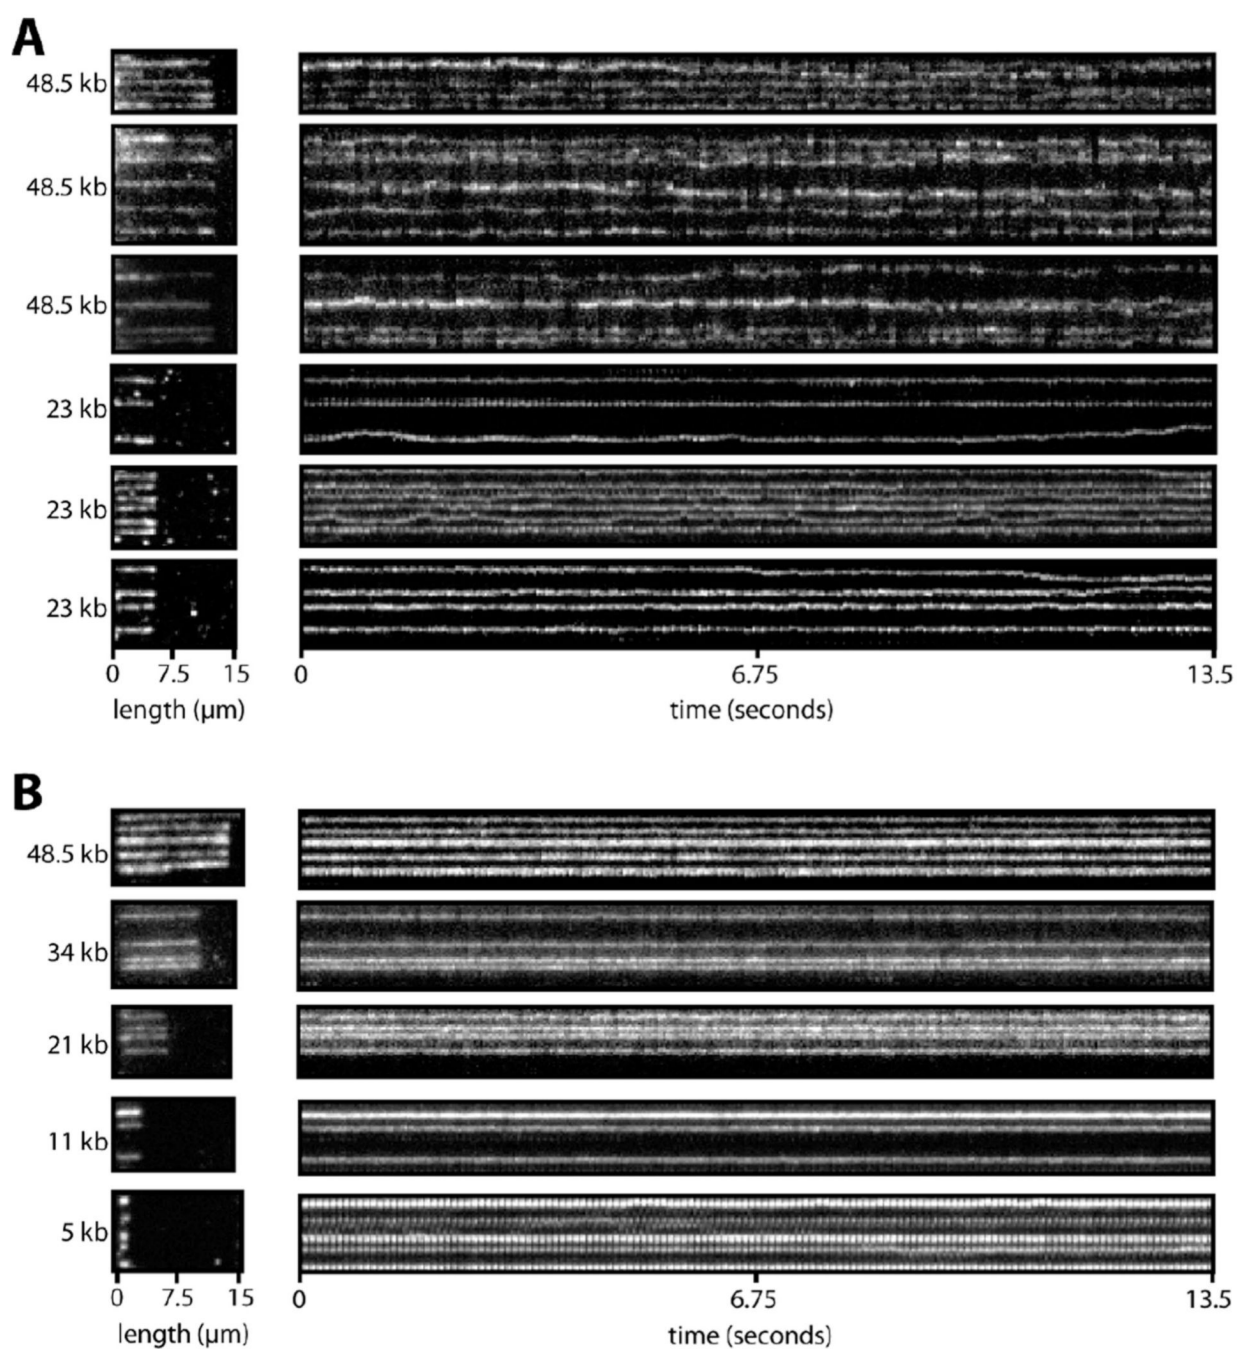 A
48.5 kb
48.5 kb
48.5 kb
23 kb
23 kb
23 kb
0 7.5 15 0 6.75 13.5
length (µm) time (seconds)
B
48.5 kb
34 kb
21 kb
11 kb
5 kb
0 7.5 15 0 6.75 13.5
length (µm) time (seconds)